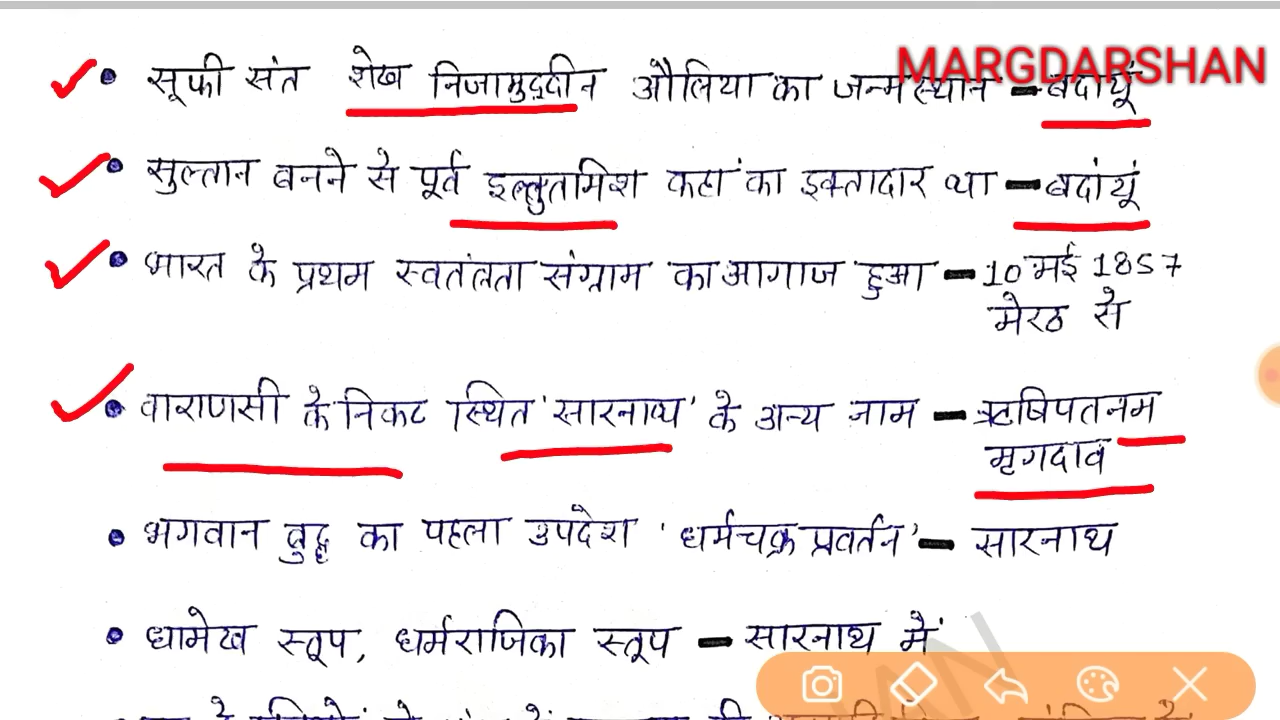 MARGDARSHAN
• सूफी संत शेख निजामुद्दीन औलिया का जन्मस्थान – बदायूं
• सुल्तान बनने से पूर्व इल्तुतमिश कहां का इक्तादार था – बदांयूं
• भारत के प्रथम स्वतंत्रता संग्राम का आगाज हुआ – 10 मई 1857
मेरठ से
• वाराणसी के निकट स्थित 'सारनाथ' के अन्य नाम – ऋषिपतनम
मृगदाव
• भगवान बुद्ध का पहला उपदेश 'धर्मचक्र प्रवर्तन' – सारनाथ
• धामेख स्तूप, धर्मराजिका स्तूप – सारनाथ में